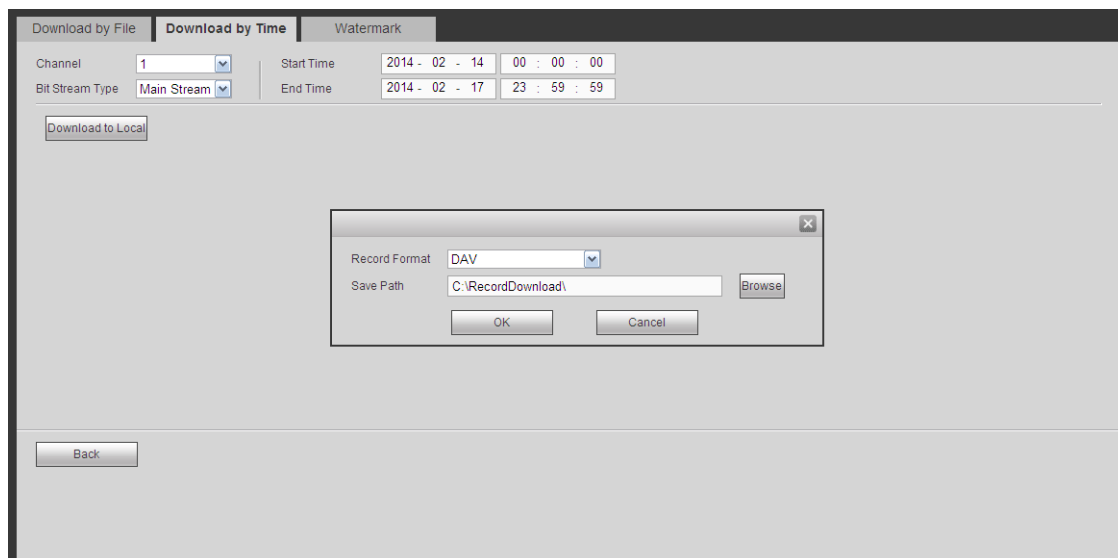 Download by File Download by Time Watermark
Channel 1 Start Time 2014 - 02 - 14 00 : 00 : 00
Bit Stream Type Main Stream End Time 2014 - 02 - 17 23 : 59 : 59
Download to Local
Record Format DAV
Save Path C:\RecordDownload\ Browse
OK Cancel
Back